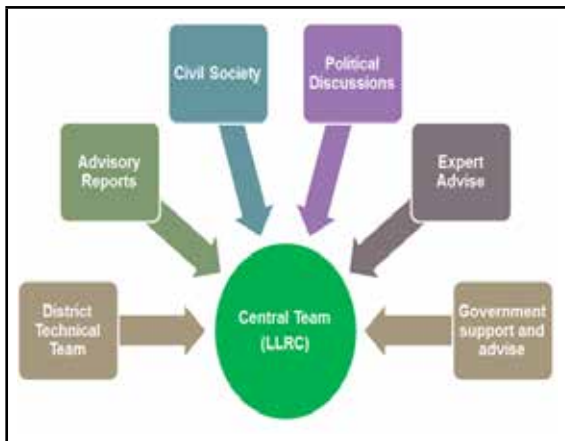 Civil Society
Political
Discussions
Advisory
Reports
Expert
Advise
District
Technical
Team
Central Team
(LLRC)
Government
support and
advise